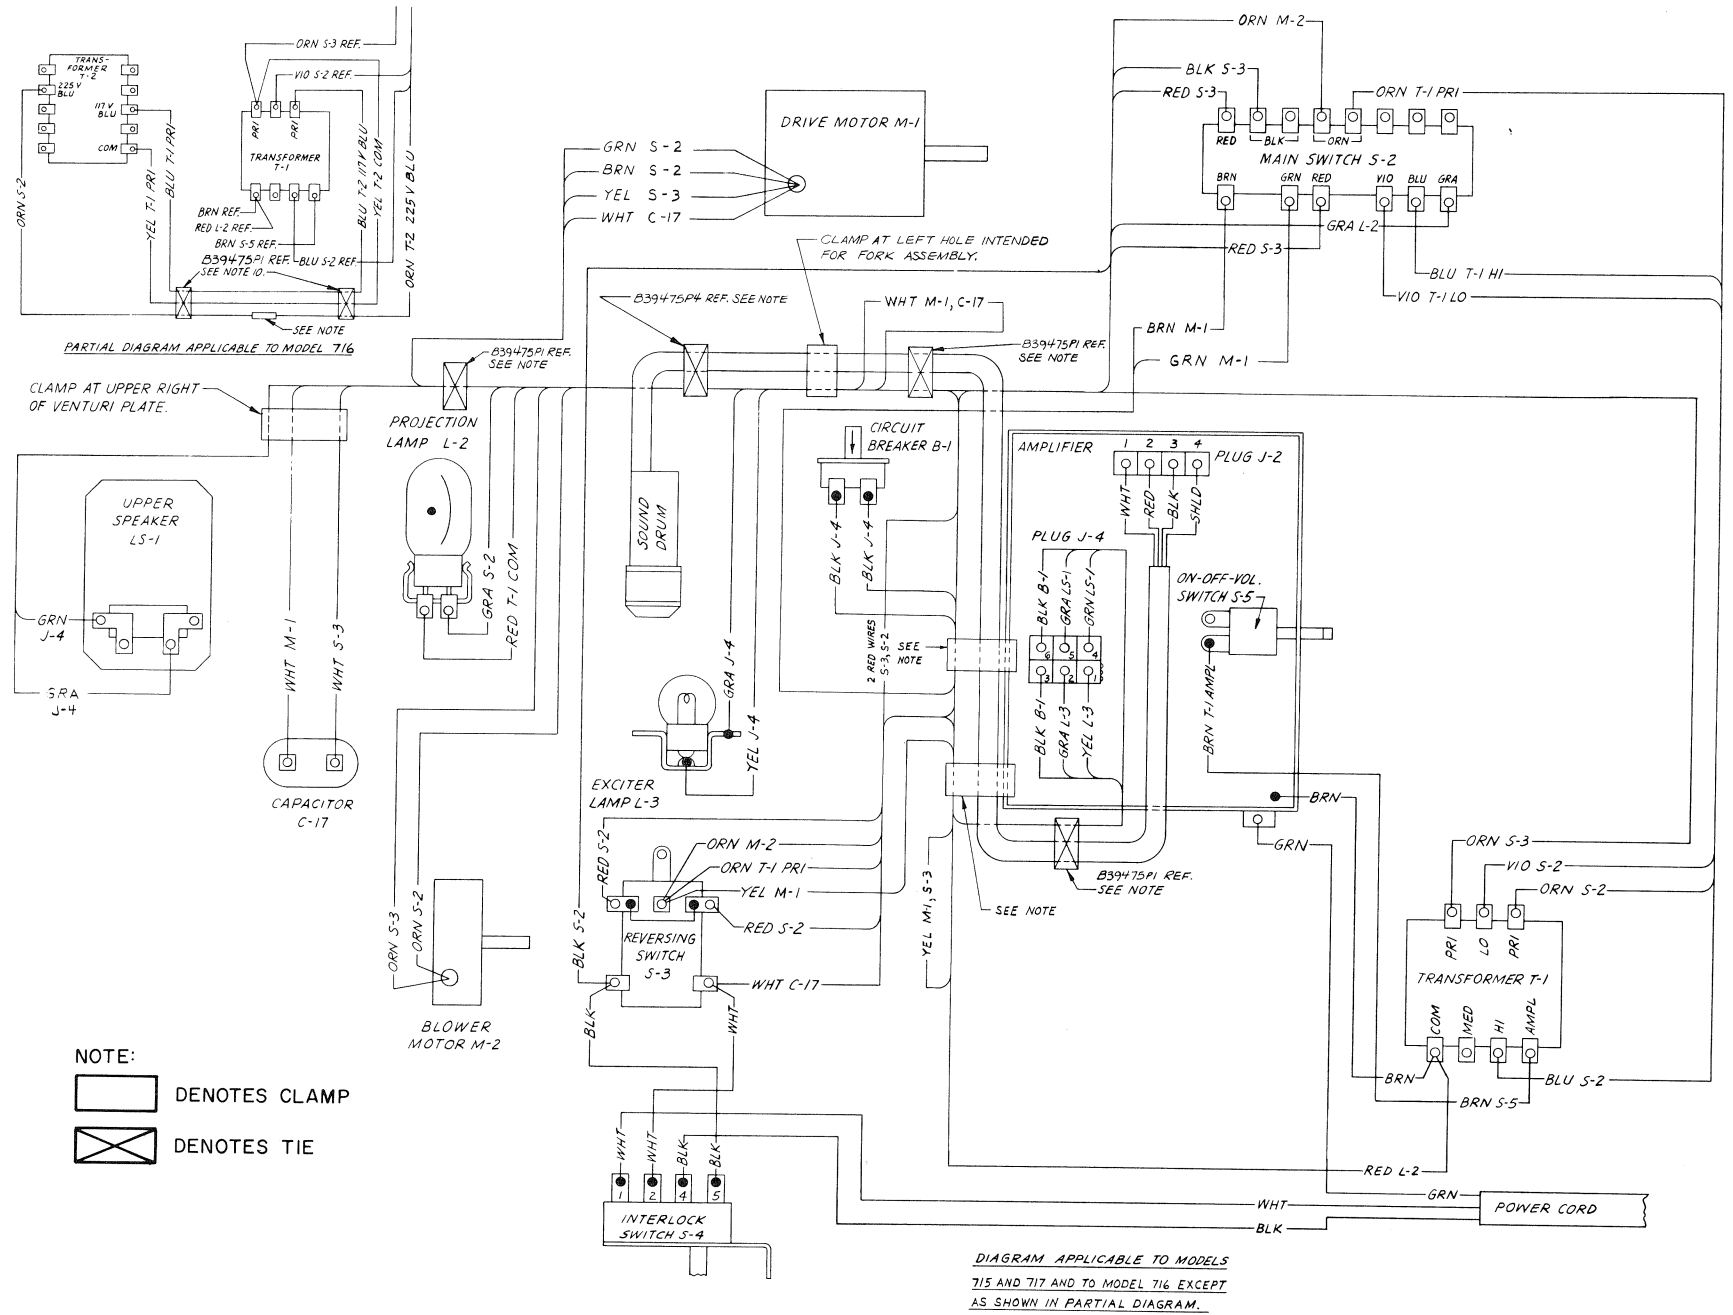 ORN S-3 REF.
VIO S-2 REF.
TRANS-
FORMER
T-2
225 V
BLU
117 V
BLU
COM
PRI
PRI
TRANSFORMER
T-1
ORN S-2
YEL T-1 PRI
BLU T-1 PRI
BRN REF.
RED L-2 REF.
BRN S-5 REF.
BLU S-2 REF.
BLU T-2 117 V BLU
YEL T-2 COM
ORN T-2 225 V BLU
B39475P1 REF.
SEE NOTE 10.
SEE NOTE
PARTIAL DIAGRAM APPLICABLE TO MODEL 716
CLAMP AT UPPER RIGHT
OF VENTURI PLATE.
DRIVE MOTOR M-1
GRN S-2
BRN S-2
YEL S-3
WHT C-17
CLAMP AT LEFT HOLE INTENDED
FOR FORK ASSEMBLY.
ORN M-2
BLK S-3
RED S-3
ORN T-1 PRI
RED
BLK
ORN
MAIN SWITCH S-2
BRN
GRN
RED
VIO
BLU
GRA
GRA L-2
RED S-3
BLU T-1 HI
VIO T-1 LO
BRN M-1
GRN M-1
B39475P4 REF. SEE NOTE
WHT M-1, C-17
B39475P1 REF.
SEE NOTE
B39475P1 REF.
SEE NOTE
PROJECTION
LAMP L-2
CIRCUIT
BREAKER B-1
AMPLIFIER
1 2 3 4
PLUG J-2
WHT
RED
BLK
SHLD
PLUG J-4
BLK B-1
GRA LS-1
GRN LS-1
6 5 4
3 2 1
BLK B-1
GRA L-3
YEL L-3
ON-OFF-VOL.
SWITCH S-5
BRN T-1 AMPL
UPPER
SPEAKER
LS-1
GRN
J-4
GRA
J-4
WHT M-1
WHT S-3
CAPACITOR
C-17
GRA S-2
RED T-1 COM
SOUND
DRUM
BLK J-4
BLK J-4
2 RED WIRES
S-3, S-2
SEE
NOTE
GRA J-4
YEL J-4
EXCITER
LAMP L-3
BRN
GRN
B39475P1 REF.
SEE NOTE
SEE NOTE
YEL M-1, S-3
RED S-2
ORN M-2
ORN T-1 PRI
YEL M-1
RED S-2
REVERSING
SWITCH
S-3
BLK S-2
WHT C-17
BLK
WHT
ORN S-3
ORN S-2
BLOWER
MOTOR M-2
ORN S-3
VIO S-2
ORN S-2
PRI
LO
PRI
TRANSFORMER T-1
COM
MED
HI
AMPL
BRN
BLU S-2
BRN S-5
RED L-2
WHT
WHT
BLK
BLK
1 2 4 5
INTERLOCK
SWITCH S-4
GRN
WHT
BLK
POWER CORD
NOTE:
DENOTES CLAMP
DENOTES TIE
DIAGRAM APPLICABLE TO MODELS
715 AND 717 AND TO MODEL 716 EXCEPT
AS SHOWN IN PARTIAL DIAGRAM.